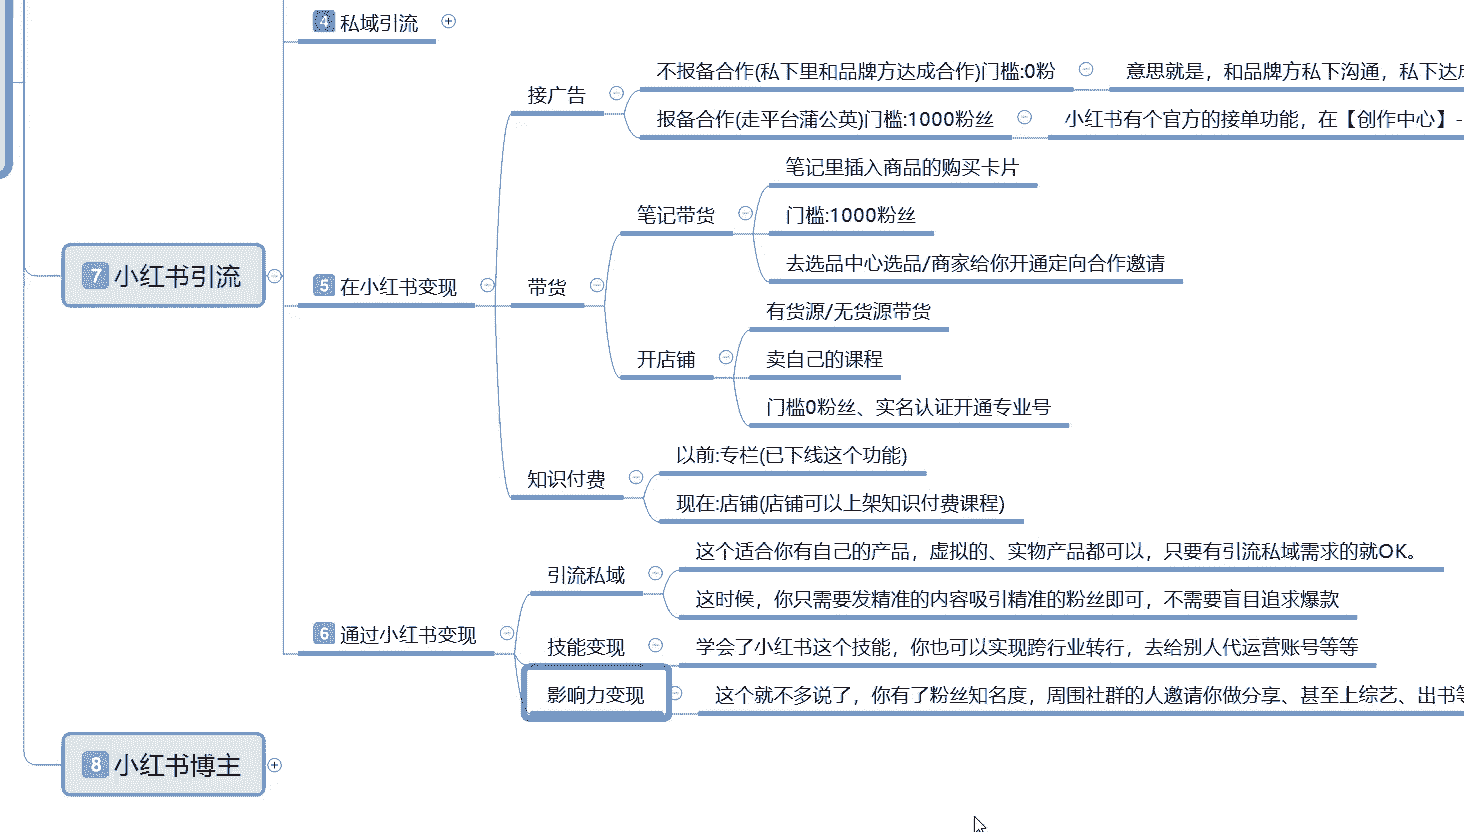 4 私域引流
不报备合作(私下里和品牌方达成合作)门槛:0粉
意思就是，和品牌方私下沟通，私下达
接广告
报备合作(走平台蒲公英)门槛:1000粉丝
小红书有个官方的接单功能，在【创作中心】-
笔记里插入商品的购买卡片
笔记带货
门槛:1000粉丝
去选品中心选品/商家给你开通定向合作邀请
7 小红书引流
5 在小红书变现
带货
有货源/无货源带货
开店铺
卖自己的课程
门槛0粉丝、实名认证开通专业号
以前:专栏(已下线这个功能)
知识付费
现在:店铺(店铺可以上架知识付费课程)
这个适合你有自己的产品，虚拟的、实物产品都可以，只要有引流私域需求的就OK。
引流私域
这时候，你只需要发精准的内容吸引精准的粉丝即可，不需要盲目追求爆款
6 通过小红书变现
技能变现
学会了小红书这个技能，你也可以实现跨行业转行，去给别人代运营账号等等
影响力变现
这个就不多说了，你有了粉丝知名度，周围社群的人邀请你做分享、甚至上综艺、出书等
8 小红书博主